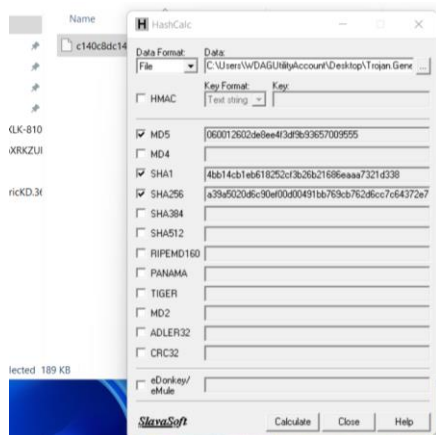 Name
c140c8dc14
KLK-810
XRKZUI
ricKD.36
lected 189 KB
HashCalc
Data Format:
Data:
File
C:\Users\WDAGUtilityAccount\Desktop\Trojan.Gene
...
HMAC
Key Format:
Key:
Text string
MD5
060012602de8ee4f3df9b93657009555
MD4
SHA1
4bb14cb1eb618252cf3b26b21686eaaa7321d338
SHA256
a39a5020d6c90ef00d00491bb769cb762d6cc7c64372e7
SHA384
SHA512
RIPEMD160
PANAMA
TIGER
MD2
ADLER32
CRC32
eDonkey/
eMule
SlavaSoft
Calculate
Close
Help